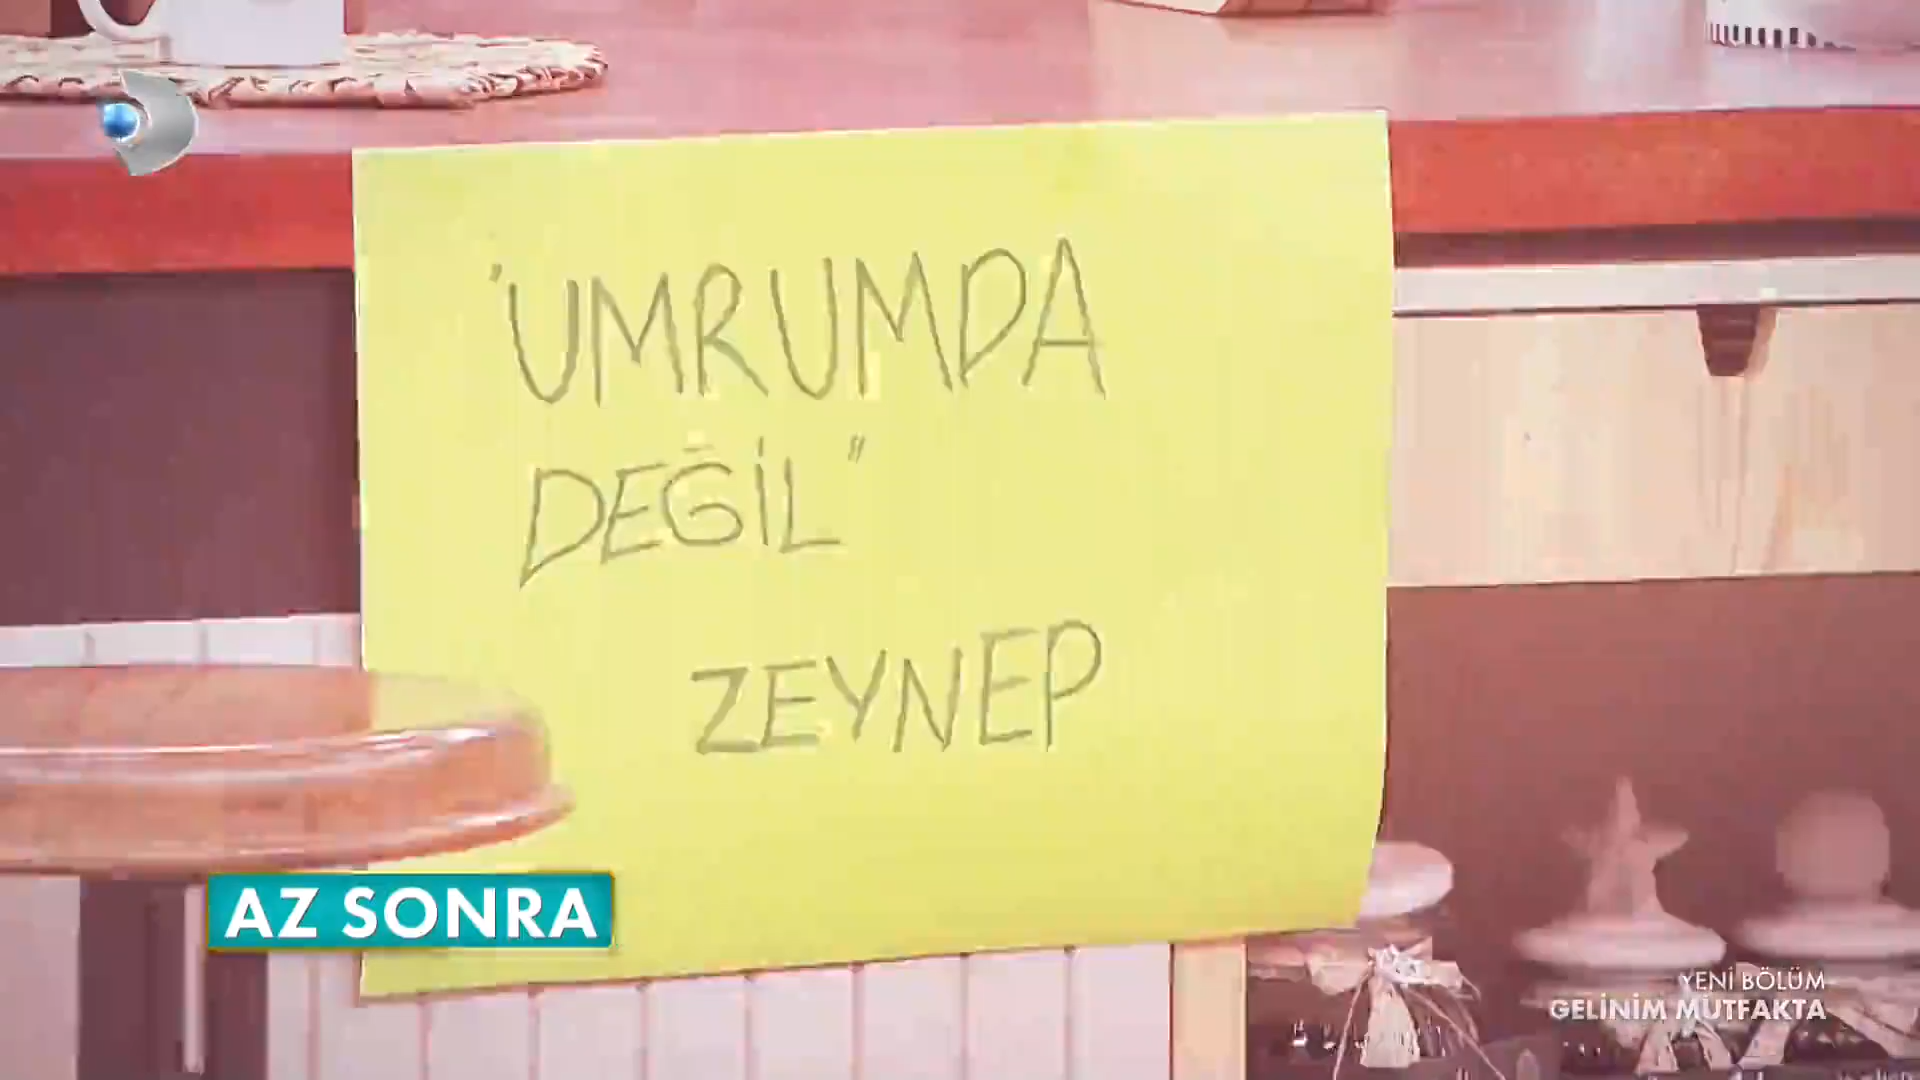 "UMRUMDA
DEĞİL"
ZEYNEP
AZ SONRA
YENİ BÖLÜM
GELİNİM MUTFAKTA